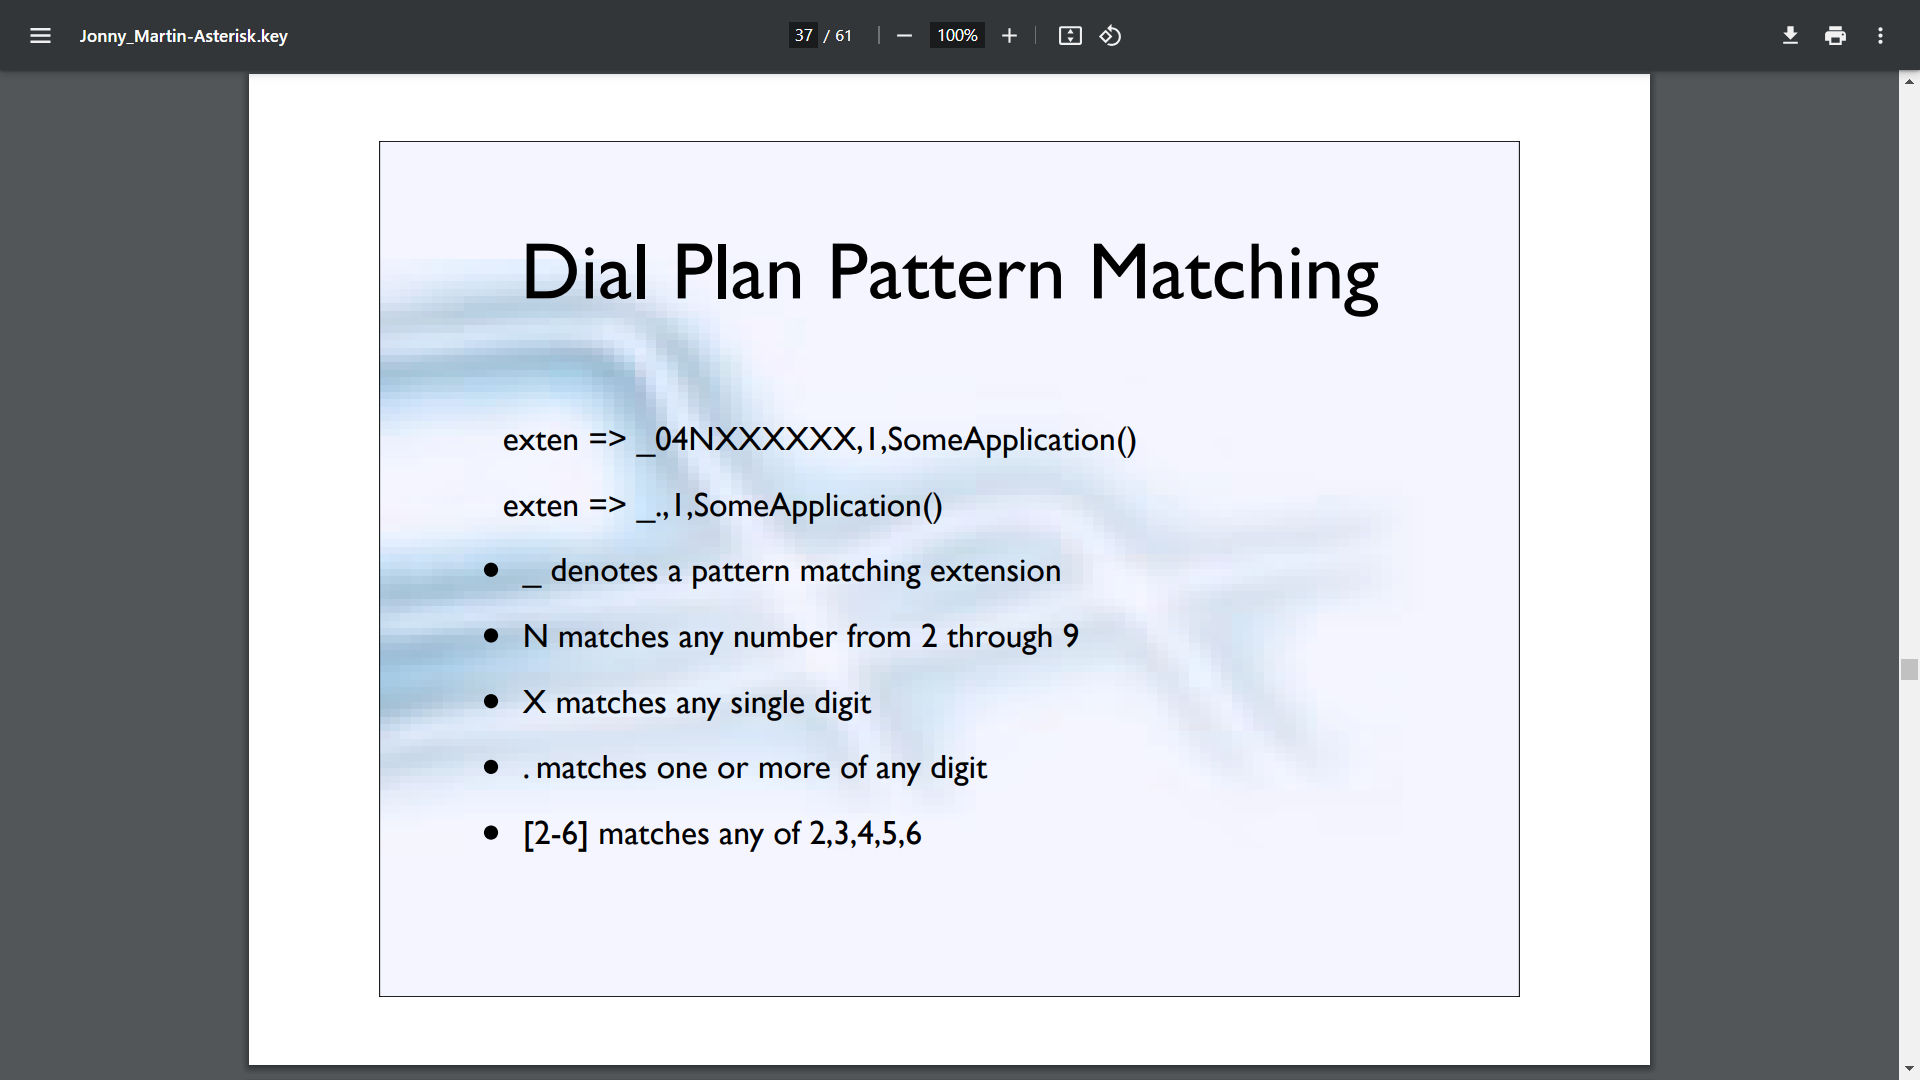 Jonny_Martin-Asterisk.key
37 / 61
100%
Dial Plan Pattern Matching
exten => _04NXXXXXX,1,SomeApplication()
exten => _.,1,SomeApplication()
• _ denotes a pattern matching extension
• N matches any number from 2 through 9
• X matches any single digit
• . matches one or more of any digit
• [2-6] matches any of 2,3,4,5,6